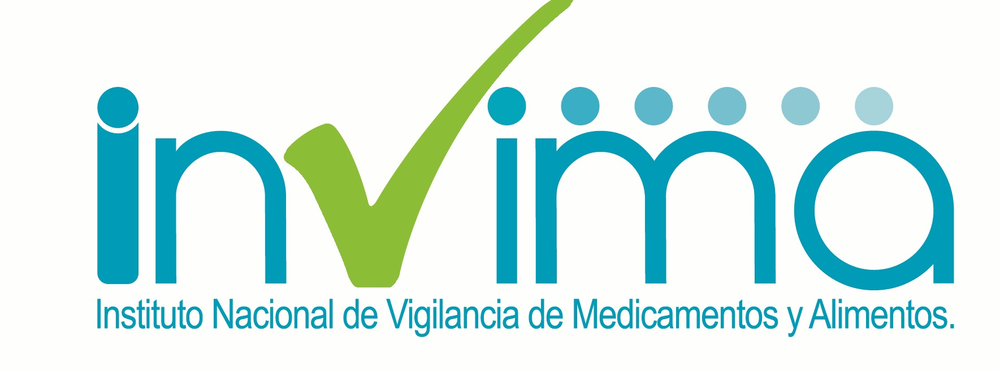 invima
Instituto Nacional de Vigilancia de Medicamentos y Alimentos.